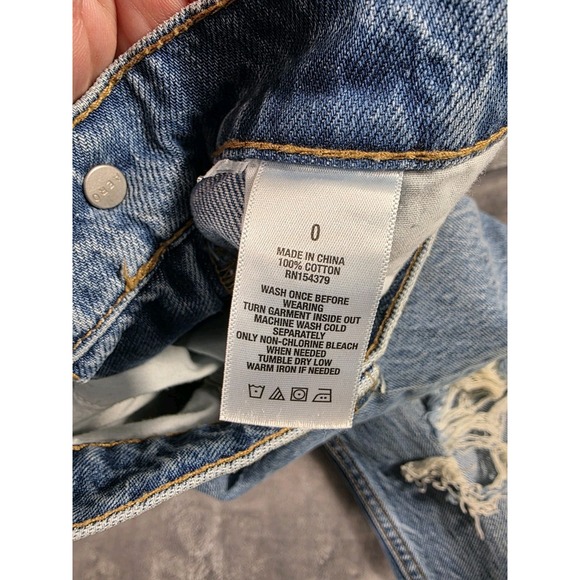 AERO
0
MADE IN CHINA
100% COTTON
RN154379
WASH ONCE BEFORE
WEARING
TURN GARMENT INSIDE OUT
MACHINE WASH COLD
SEPARATELY
ONLY NON-CHLORINE BLEACH
WHEN NEEDED
TUMBLE DRY LOW
WARM IRON IF NEEDED